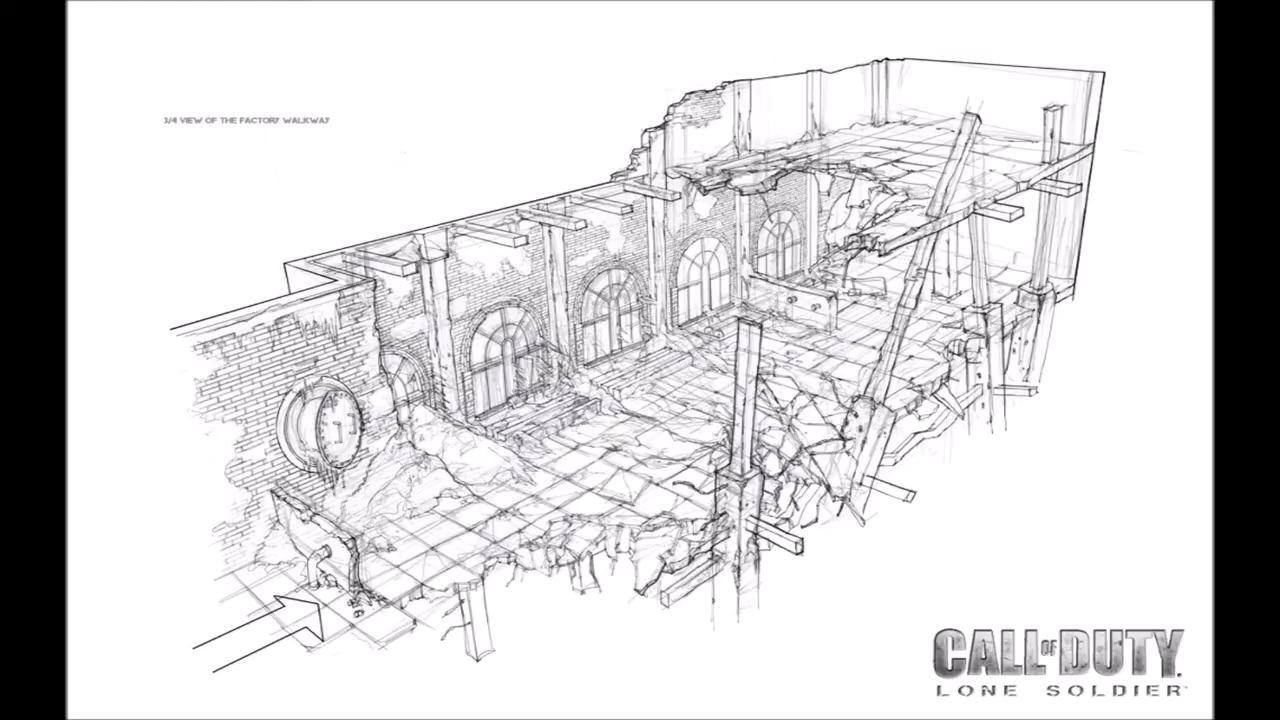 3/4 VIEW OF THE FACTORY WALKWAY
CALL OF DUTY
LONE SOLDIER